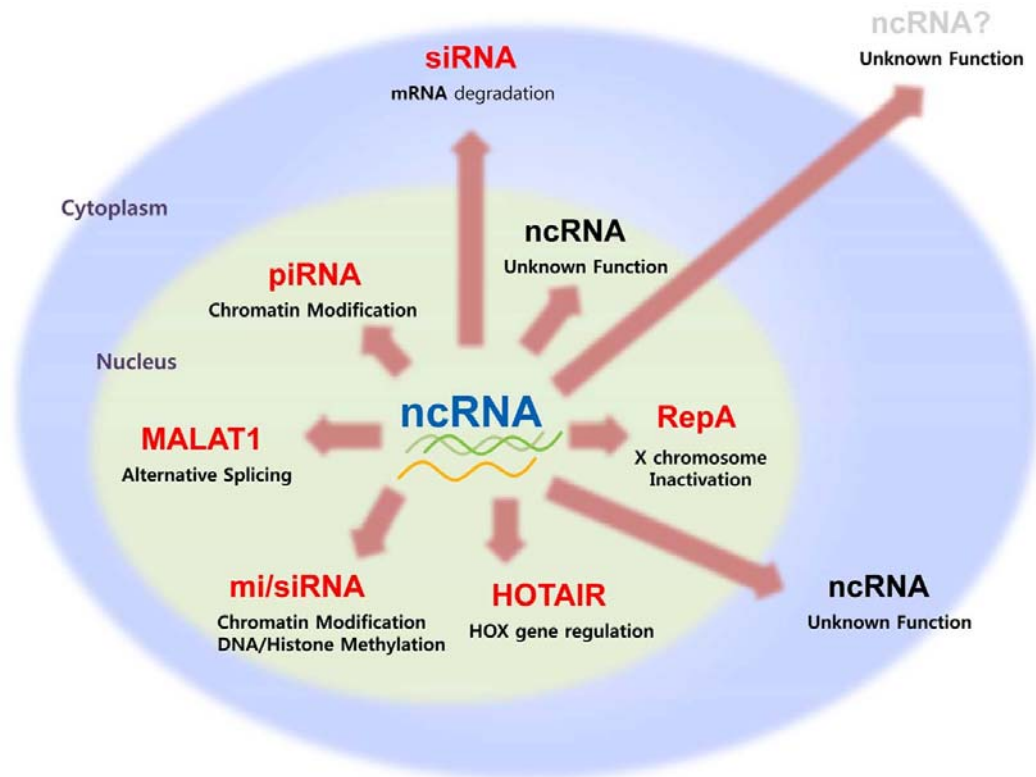 ncRNA?
Unknown Function
siRNA
mRNA degradation
Cytoplasm
ncRNA
Unknown Function
piRNA
Chromatin Modification
Nucleus
ncRNA
MALAT1
Alternative Splicing
RepA
X chromosome
Inactivation
mi/siRNA
Chromatin Modification
DNA/Histone Methylation
HOTAIR
HOX gene regulation
ncRNA
Unknown Function